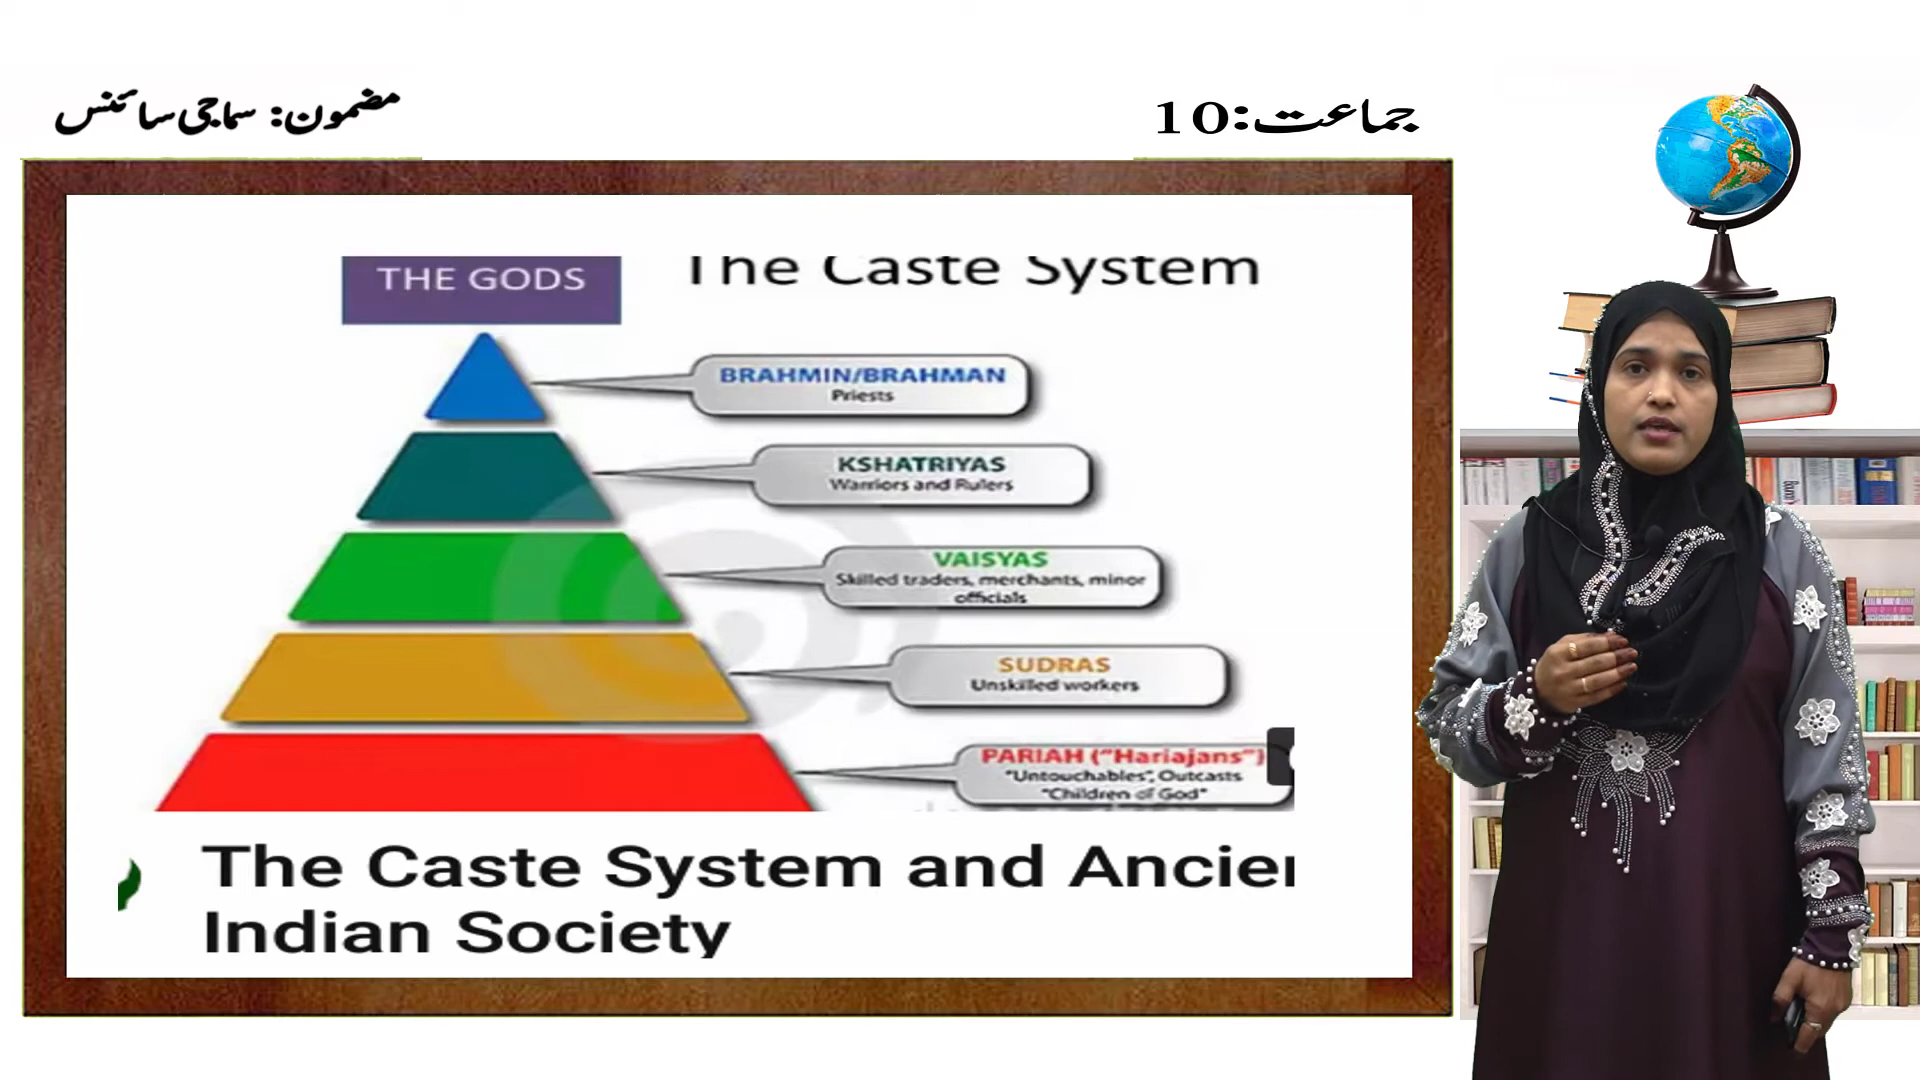 جماعت:10
مضمون: سماجی سائنس
THE GODS
The Caste System
BRAHMIN/BRAHMAN
Priests
KSHATRIYAS
Warriors and Rulers
VAISYAS
Skilled traders, merchants, minor
officials
SUDRAS
Unskilled workers
PARIAH ("Hariajans")
"Untouchables", Outcasts
"Children of God"
The Caste System and Ancien
Indian Society